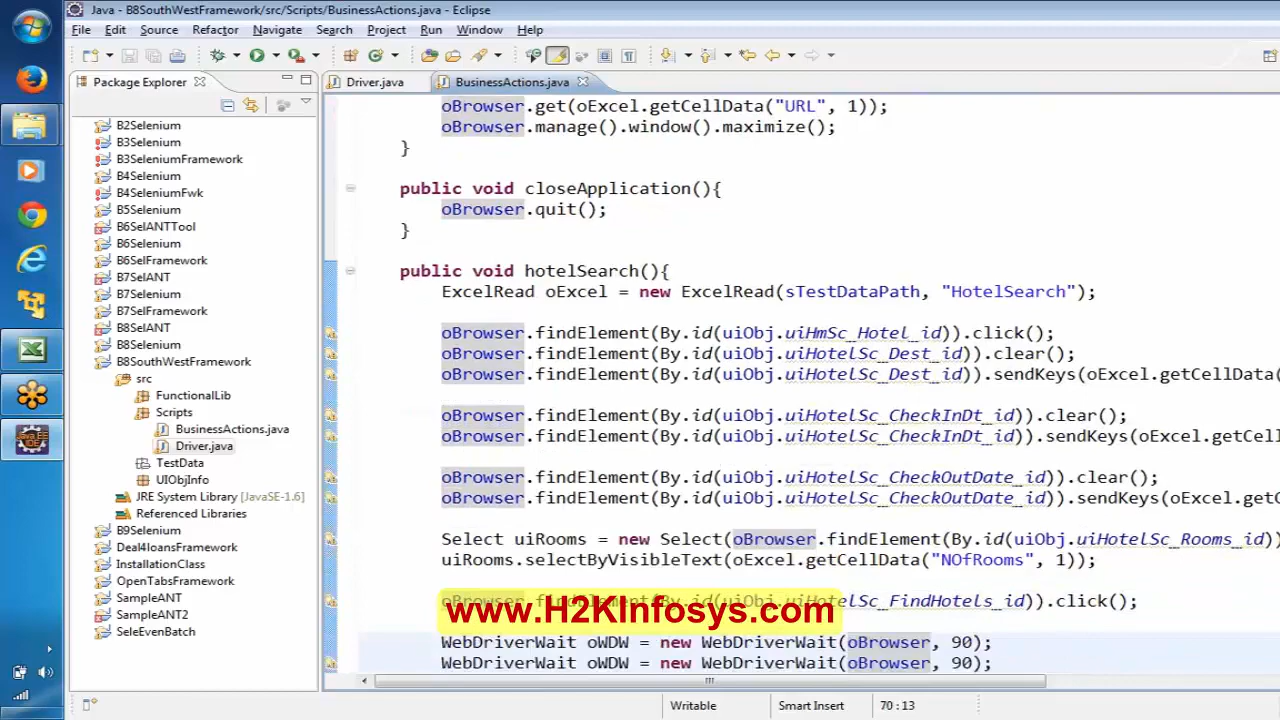 Java - B8SouthWestFramework/src/Scripts/BusinessActions.java - Eclipse
File Edit Source Refactor Navigate Search Project Run Window Help
Package Explorer
Driver.java
BusinessActions.java
B2Selenium
B3Selenium
B3SeleniumFramework
B4Selenium
B4SeleniumFwk
B5Selenium
B6SelANTTool
B6Selenium
B6SelFramework
B7SelANT
B7Selenium
B7SelFramework
B8SelANT
B8Selenium
B8SouthWestFramework
src
FunctionalLib
Scripts
BusinessActions.java
Driver.java
TestData
UIObjInfo
JRE System Library [JavaSE-1.6]
Referenced Libraries
B9Selenium
Deal4loansFramework
InstallationClass
OpenTabsFramework
SampleANT
SampleANT2
SeleEvenBatch
oBrowser.get(oExcel.getCellData("URL", 1));
oBrowser.manage().window().maximize();
}
public void closeApplication(){
oBrowser.quit();
}
public void hotelSearch(){
ExcelRead oExcel = new ExcelRead(sTestDataPath, "HotelSearch");
oBrowser.findElement(By.id(uiObj.uiHmSc_Hotel_id)).click();
oBrowser.findElement(By.id(uiObj.uiHotelSc_Dest_id)).clear();
oBrowser.findElement(By.id(uiObj.uiHotelSc_Dest_id)).sendKeys(oExcel.getCellData(
oBrowser.findElement(By.id(uiObj.uiHotelSc_CheckInDt_id)).clear();
oBrowser.findElement(By.id(uiObj.uiHotelSc_CheckInDt_id)).sendKeys(oExcel.getCell
oBrowser.findElement(By.id(uiObj.uiHotelSc_CheckOutDate_id)).clear();
oBrowser.findElement(By.id(uiObj.uiHotelSc_CheckOutDate_id)).sendKeys(oExcel.getC
Select uiRooms = new Select(oBrowser.findElement(By.id(uiObj.uiHotelSc_Rooms_id))
uiRooms.selectByVisibleText(oExcel.getCellData("NOfRooms", 1));
oBrowser.findElement(By.id(uiObj.uiHotelSc_FindHotels_id)).click();
www.H2KInfosys.com
WebDriverWait oWDW = new WebDriverWait(oBrowser, 90);
WebDriverWait oWDW = new WebDriverWait(oBrowser, 90);
Writable Smart Insert 70 : 13